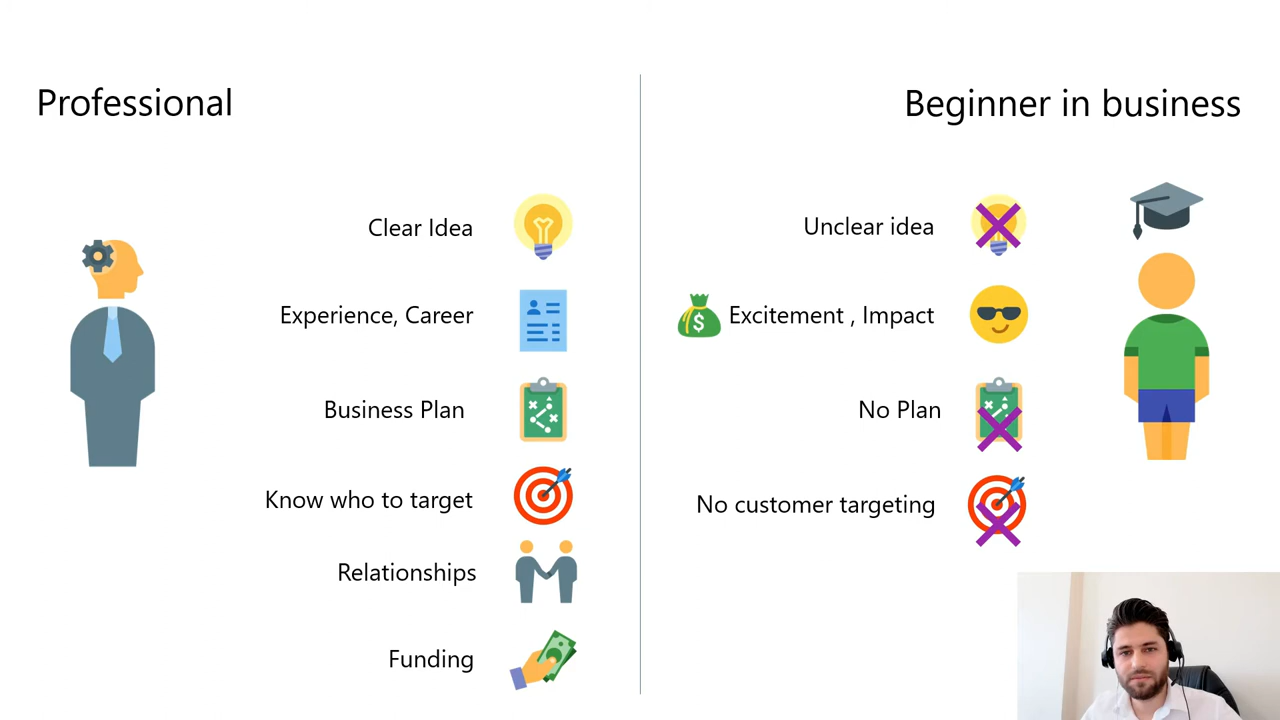 Professional
Clear Idea
Experience, Career
Business Plan
Know who to target
Relationships
Funding
Beginner in business
Unclear idea
$ Excitement , Impact
No Plan
No customer targeting